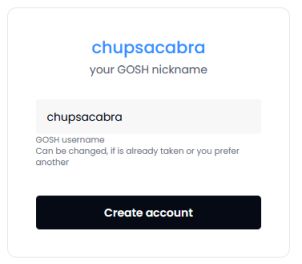 chupsacabra
your GOSH nickname
chupsacabra
GOSH username
Can be changed, if is already taken or you prefer
another
Create account